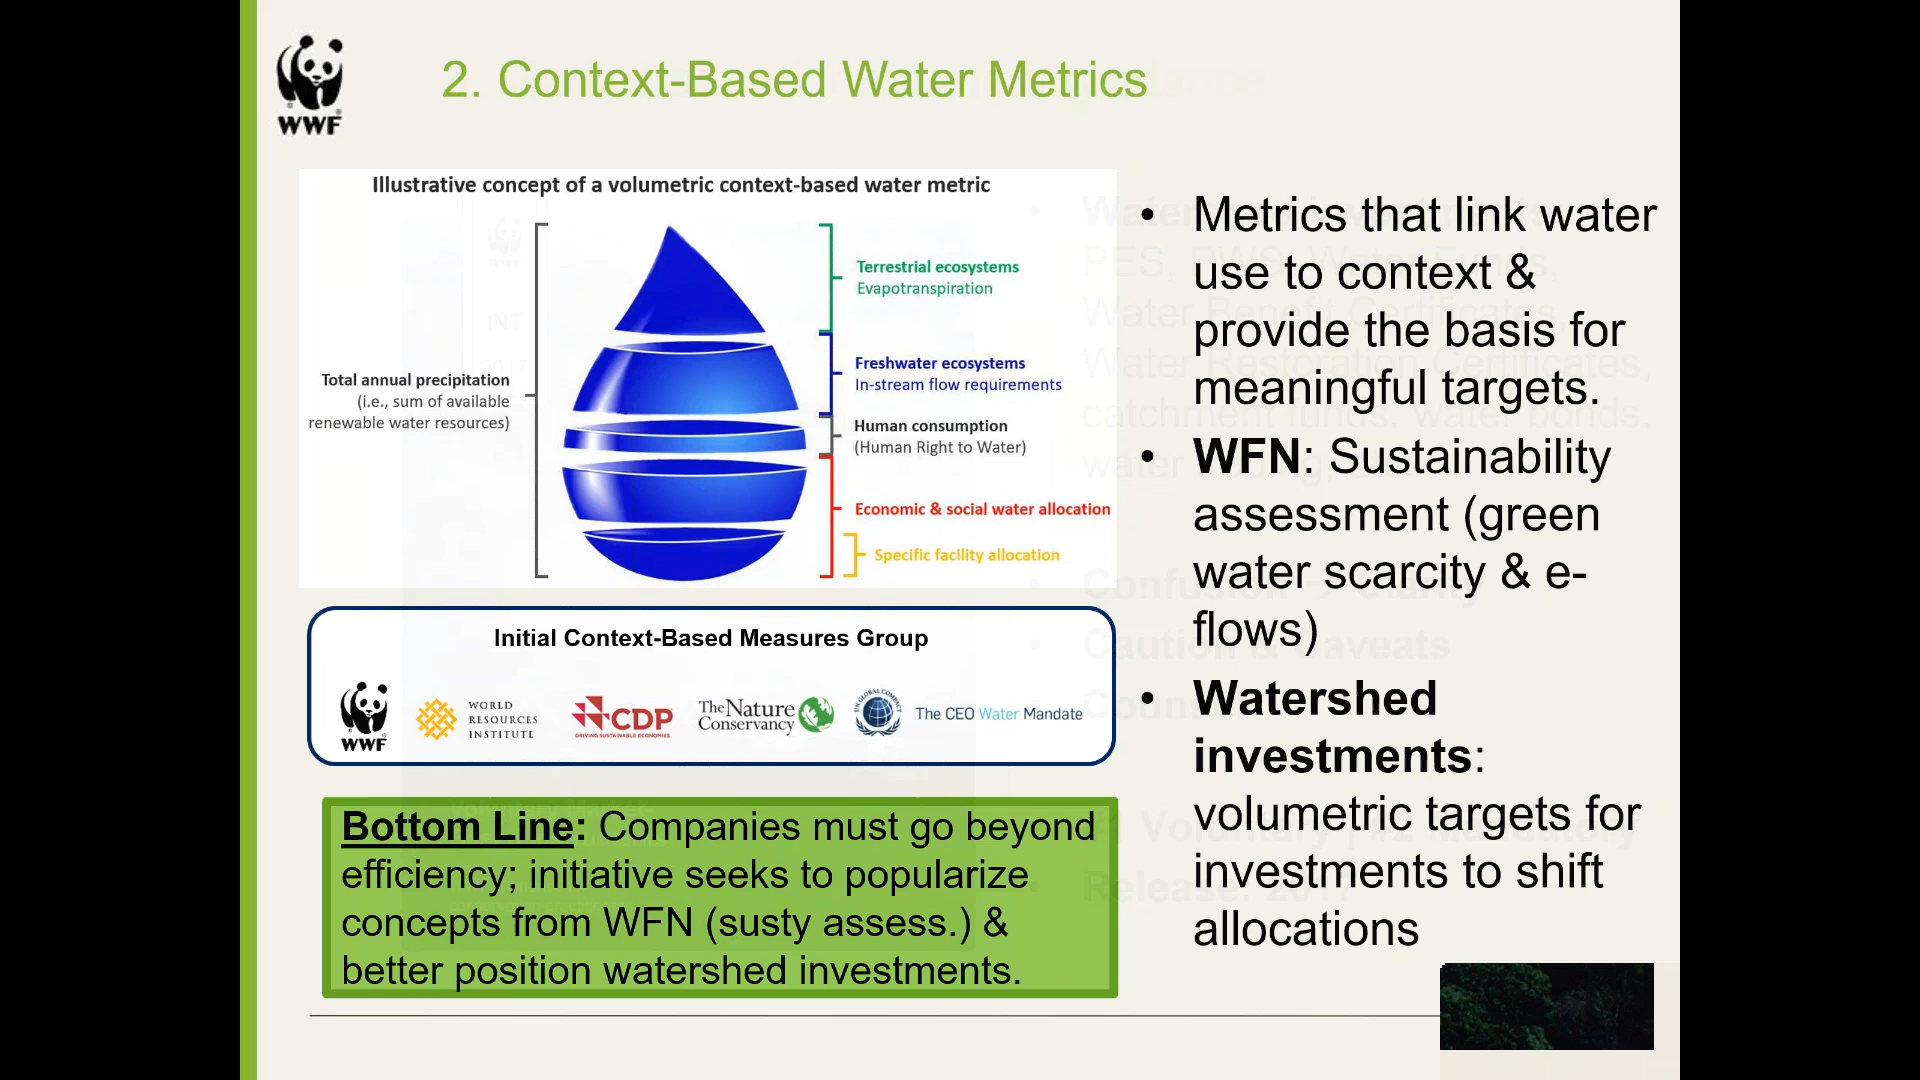 WWF
2. Context-Based Water Metrics
Illustrative concept of a volumetric context-based water metric
Total annual precipitation
(i.e., sum of available
renewable water resources)
Terrestrial ecosystems
Evapotranspiration
Freshwater ecosystems
In-stream flow requirements
Human consumption
(Human Right to Water)
Economic & social water allocation
Specific facility allocation
Initial Context-Based Measures Group
WWF
WORLD
RESOURCES
INSTITUTE
CDP
DRIVING SUSTAINABLE ECONOMIES
The Nature
Conservancy
UN GLOBAL COMPACT
The CEO Water Mandate
Bottom Line: Companies must go beyond
efficiency; initiative seeks to popularize
concepts from WFN (susty assess.) &
better position watershed investments.
• Metrics that link water
use to context &
provide the basis for
meaningful targets.
• WFN: Sustainability
assessment (green
water scarcity & e-
flows)
• Watershed
investments:
volumetric targets for
investments to shift
allocations